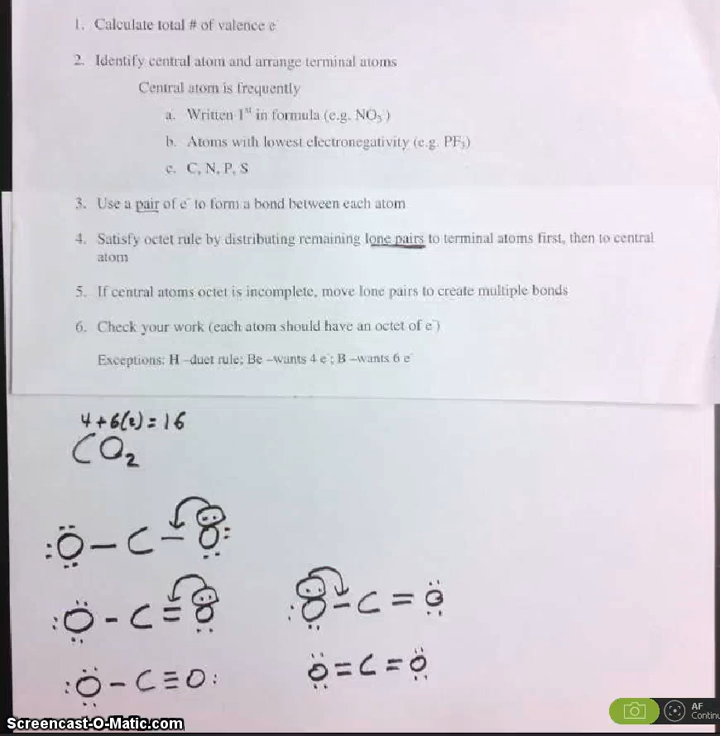 1. Calculate total # of valence e⁻
2. Identify central atom and arrange terminal atoms
Central atom is frequently
a. Written 1st in formula (e.g. NO₃⁻)
b. Atoms with lowest electronegativity (e.g. PF₃)
c. C, N, P, S
3. Use a pair of e⁻ to form a bond between each atom
4. Satisfy octet rule by distributing remaining lone pairs to terminal atoms first, then to central
atom
5. If central atoms octet is incomplete, move lone pairs to create multiple bonds
6. Check your work (each atom should have an octet of e⁻)
Exceptions: H –duet rule; Be –wants 4 e⁻; B –wants 6 e⁻
4+6(2)=16
CO₂
:Ö–C–Ö:
:Ö-C=Ö
:Ö-C=Ö
:Ö–C≡O:
Ö=C=Ö
Screencast-O-Matic.com
AF
Continu